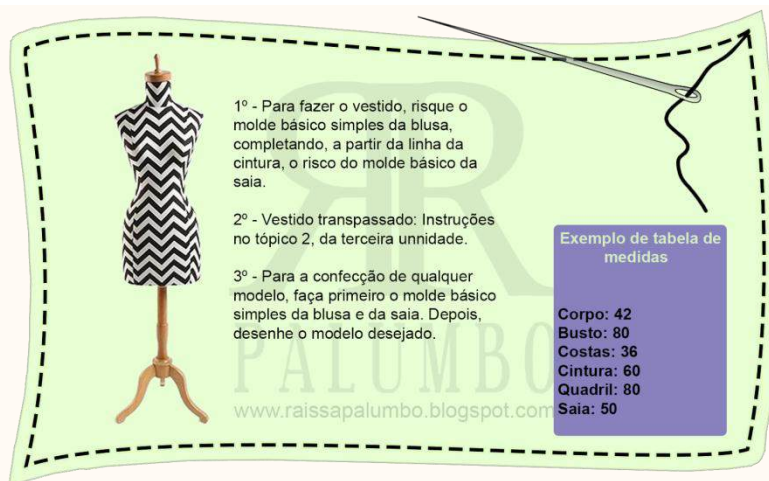 1º - Para fazer o vestido, risque o
molde básico simples da blusa,
completando, a partir da linha da
cintura, o risco do molde básico da
saia.
2º - Vestido transpassado: Instruções
no tópico 2, da terceira unnidade.
3º - Para a confecção de qualquer
modelo, faça primeiro o molde básico
simples da blusa e da saia. Depois,
desenhe o modelo desejado.
Exemplo de tabela de
medidas
Corpo: 42
Busto: 80
Costas: 36
Cintura: 60
Quadril: 80
Saia: 50
RR
PALUMBO
www.raissapalumbo.blogspot.com